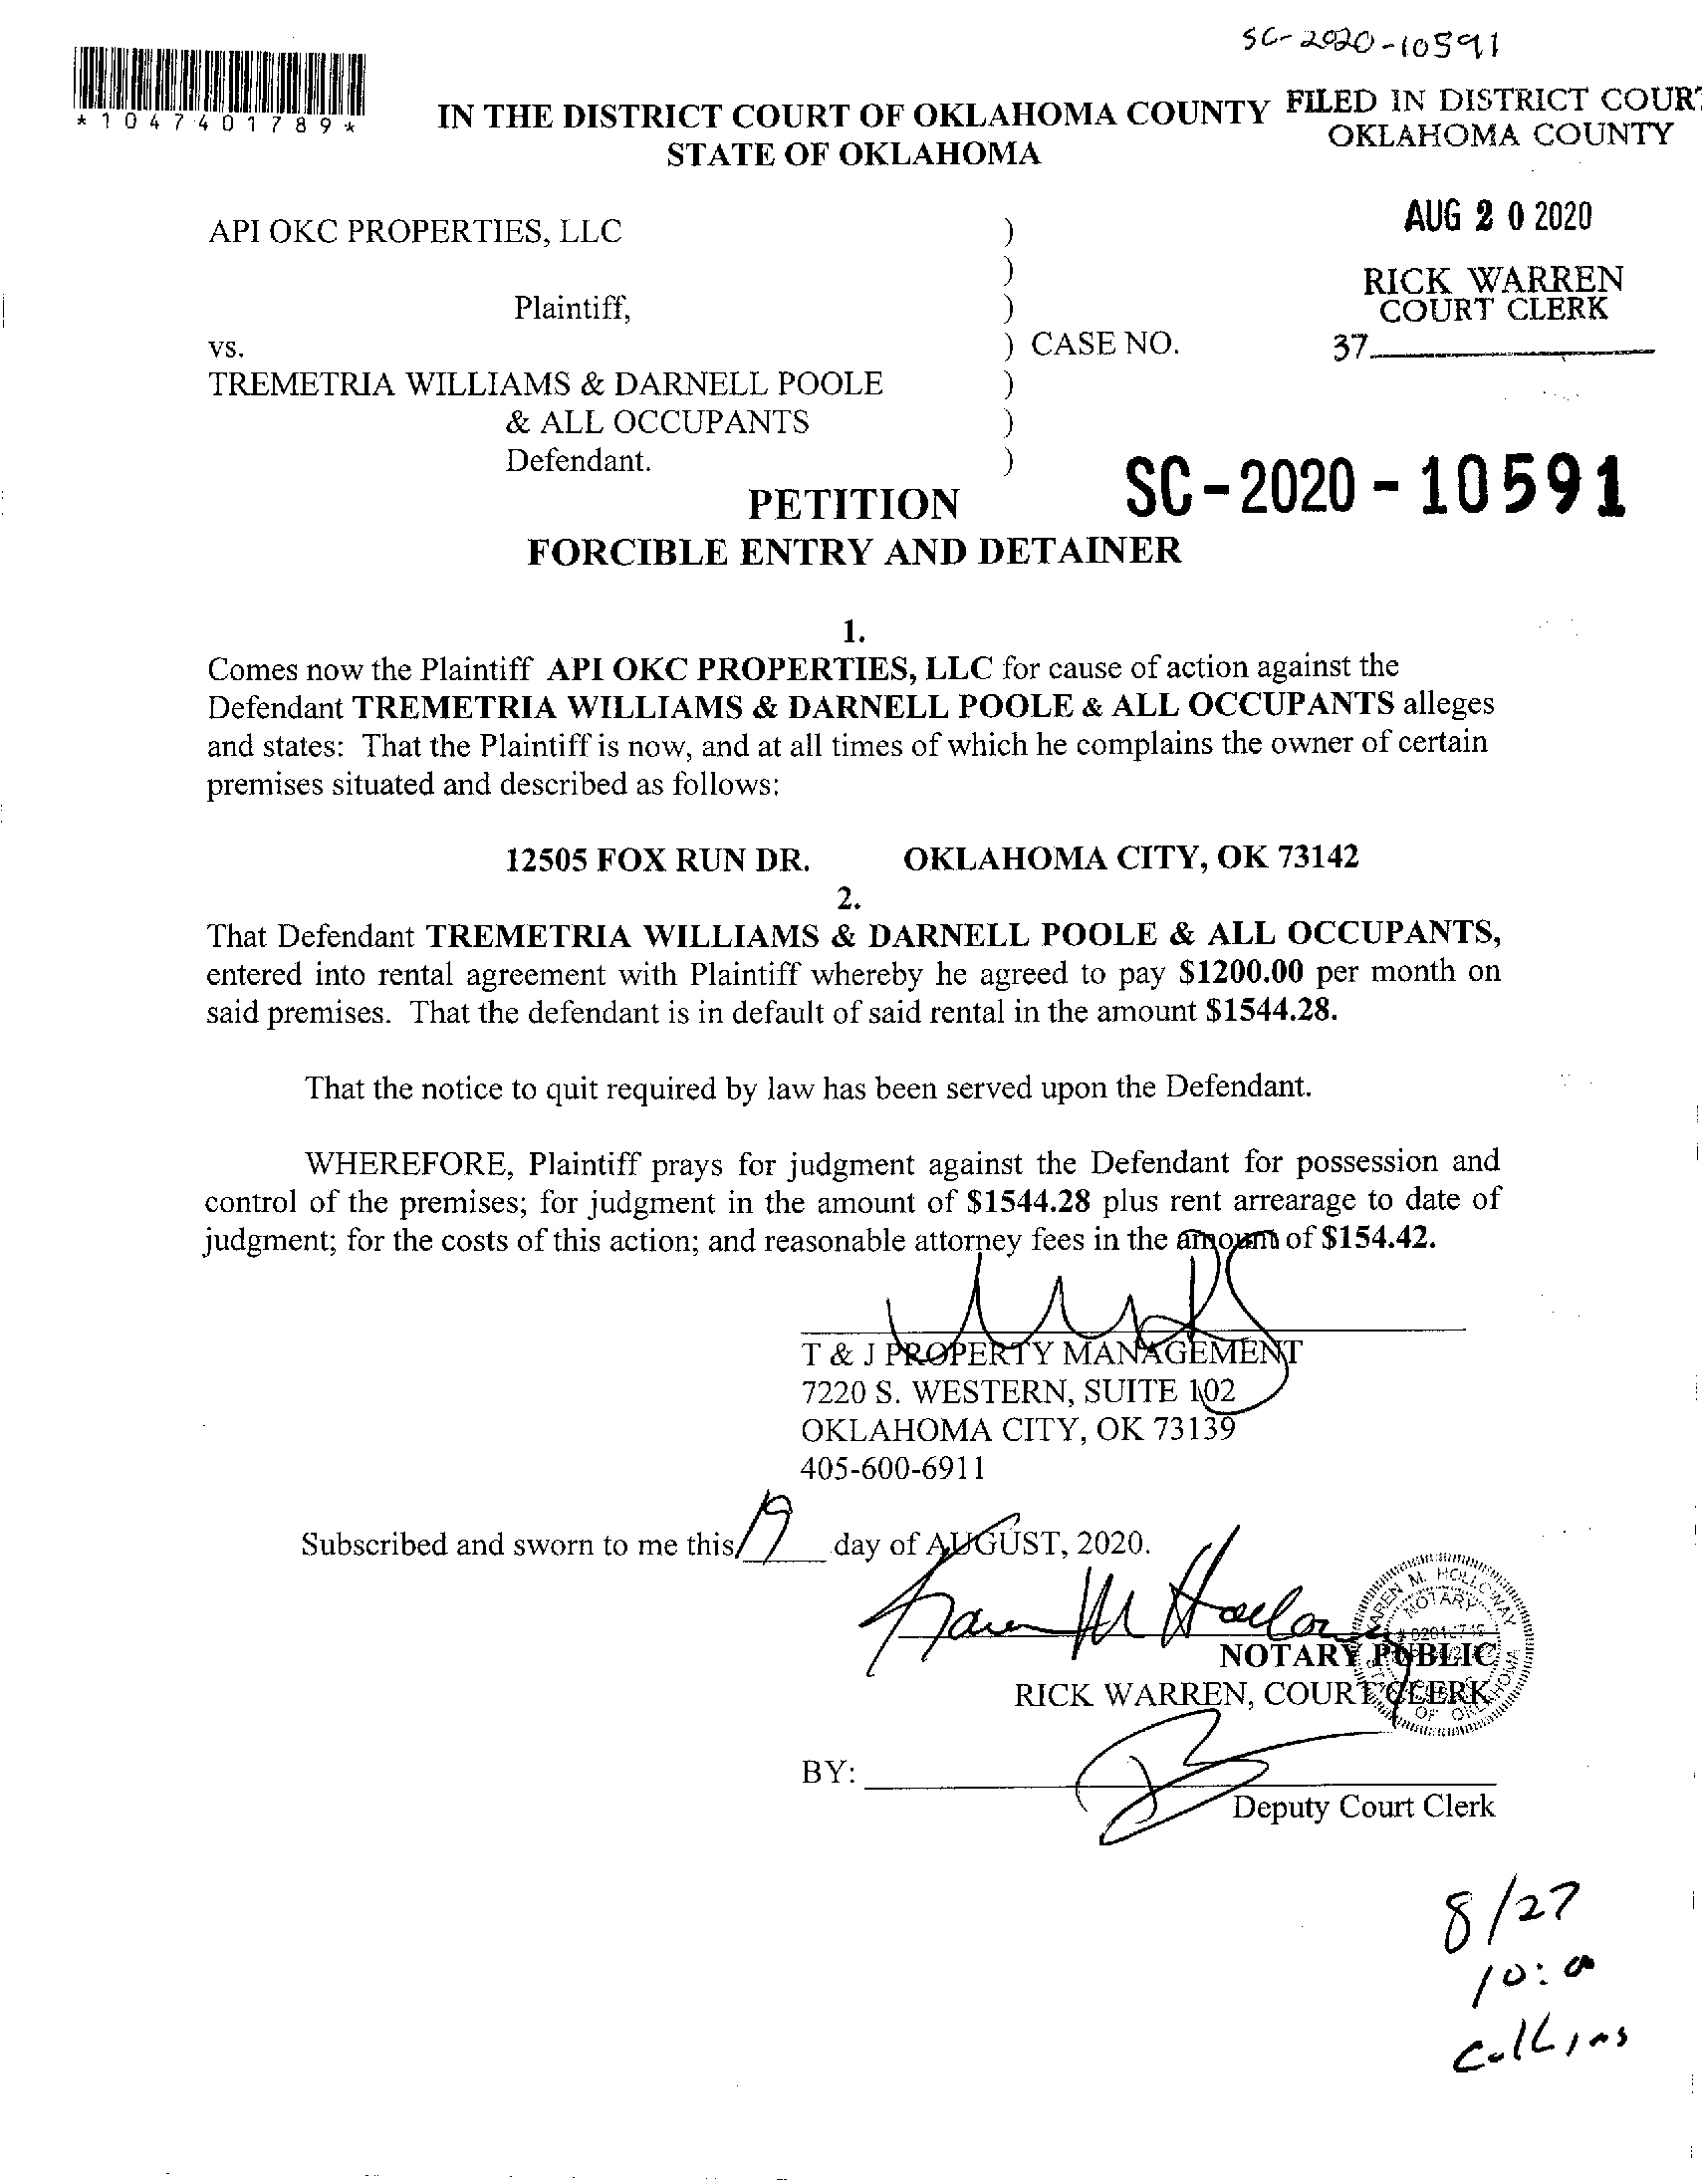 SC-2020-10591
*1047401789*
IN THE DISTRICT COURT OF OKLAHOMA COUNTY
STATE OF OKLAHOMA
FILED IN DISTRICT COURT
OKLAHOMA COUNTY
AUG 20 2020
RICK WARREN
COURT CLERK
37
API OKC PROPERTIES, LLC )
)
Plaintiff, )
vs. ) CASE NO.
TREMETRIA WILLIAMS & DARNELL POOLE )
& ALL OCCUPANTS )
Defendant. )
SC-2020-10591
PETITION
FORCIBLE ENTRY AND DETAINER
1.
Comes now the Plaintiff API OKC PROPERTIES, LLC for cause of action against the
Defendant TREMETRIA WILLIAMS & DARNELL POOLE & ALL OCCUPANTS alleges
and states: That the Plaintiff is now, and at all times of which he complains the owner of certain
premises situated and described as follows:
12505 FOX RUN DR. OKLAHOMA CITY, OK 73142
2.
That Defendant TREMETRIA WILLIAMS & DARNELL POOLE & ALL OCCUPANTS,
entered into rental agreement with Plaintiff whereby he agreed to pay $1200.00 per month on
said premises. That the defendant is in default of said rental in the amount $1544.28.
That the notice to quit required by law has been served upon the Defendant.
WHEREFORE, Plaintiff prays for judgment against the Defendant for possession and
control of the premises; for judgment in the amount of $1544.28 plus rent arrearage to date of
judgment; for the costs of this action; and reasonable attorney fees in the amount of $154.42.
T & J PROPERTY MANAGEMENT
7220 S. WESTERN, SUITE 102
OKLAHOMA CITY, OK 73139
405-600-6911
Subscribed and sworn to me this 19 day of AUGUST, 2020.
Karen M Holloway
KAREN M. HOLLOWAY
NOTARY
OF OKLAHOMA
NOTARY PUBLIC
RICK WARREN, COURT CLERK
BY:
Deputy Court Clerk
8/27
10:a
Collins